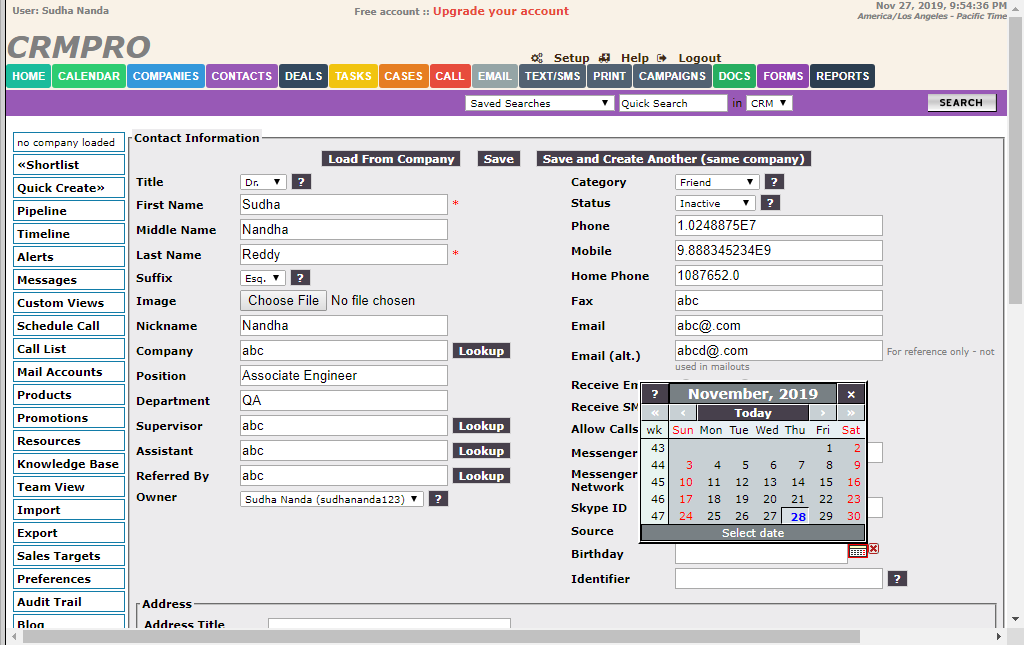 User: Sudha Nanda
Free account :: Upgrade your account
Nov 27, 2019, 9:54:36 PM
America/Los Angeles - Pacific Time
CRMPRO
Setup Help Logout
HOME CALENDAR COMPANIES CONTACTS DEALS TASKS CASES CALL EMAIL TEXT/SMS PRINT CAMPAIGNS DOCS FORMS REPORTS
Saved Searches Quick Search in CRM SEARCH
no company loaded
«Shortlist
Quick Create»
Pipeline
Timeline
Alerts
Messages
Custom Views
Schedule Call
Call List
Mail Accounts
Products
Promotions
Resources
Knowledge Base
Team View
Import
Export
Sales Targets
Preferences
Audit Trail
Blog
Contact Information
Load From Company Save Save and Create Another (same company)
Title Dr. ?
First Name Sudha *
Middle Name Nandha
Last Name Reddy *
Suffix Esq. ?
Image Choose File No file chosen
Nickname Nandha
Company abc Lookup
Position Associate Engineer
Department QA
Supervisor abc Lookup
Assistant abc Lookup
Referred By abc Lookup
Owner Sudha Nanda (sudhananda123) ?
Category Friend ?
Status Inactive ?
Phone 1.0248875E7
Mobile 9.888345234E9
Home Phone 1087652.0
Fax abc
Email abc@.com
Email (alt.) abcd@.com For reference only - not
used in mailouts
Receive Em
Receive SM
Allow Calls
Messenger
Messenger
Network
Skype ID
Source
Birthday
Identifier ?
? November, 2019 ×
« ‹ Today › »
wk Sun Mon Tue Wed Thu Fri Sat
43 1 2
44 3 4 5 6 7 8 9
45 10 11 12 13 14 15 16
46 17 18 19 20 21 22 23
47 24 25 26 27 28 29 30
Select date
Address
Address Title